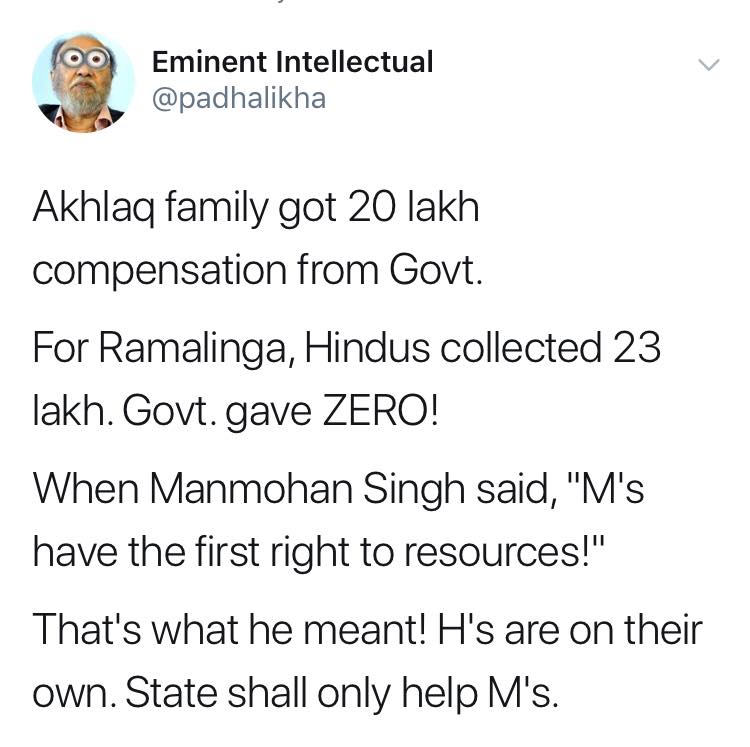 Eminent Intellectual
@padhalikha
Akhlaq family got 20 lakh
compensation from Govt.
For Ramalinga, Hindus collected 23
lakh. Govt. gave ZERO!
When Manmohan Singh said, "M's
have the first right to resources!"
That's what he meant! H's are on their
own. State shall only help M's.